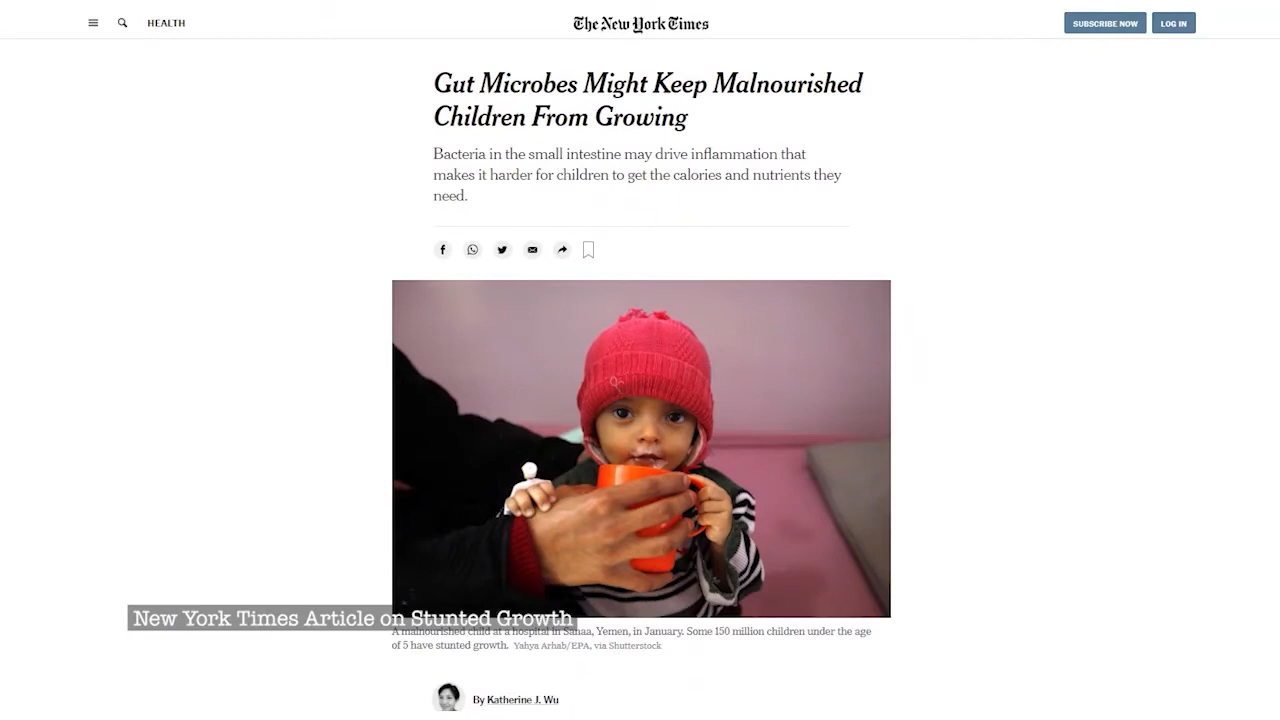 HEALTH
The New York Times
SUBSCRIBE NOW
LOG IN
Gut Microbes Might Keep Malnourished
Children From Growing
Bacteria in the small intestine may drive inflammation that
makes it harder for children to get the calories and nutrients they
need.
New York Times Article on Stunted Growth
A malnourished child at a hospital in Sanaa, Yemen, in January. Some 150 million children under the age
of 5 have stunted growth. Yahya Arhab/EPA, via Shutterstock
By Katherine J. Wu